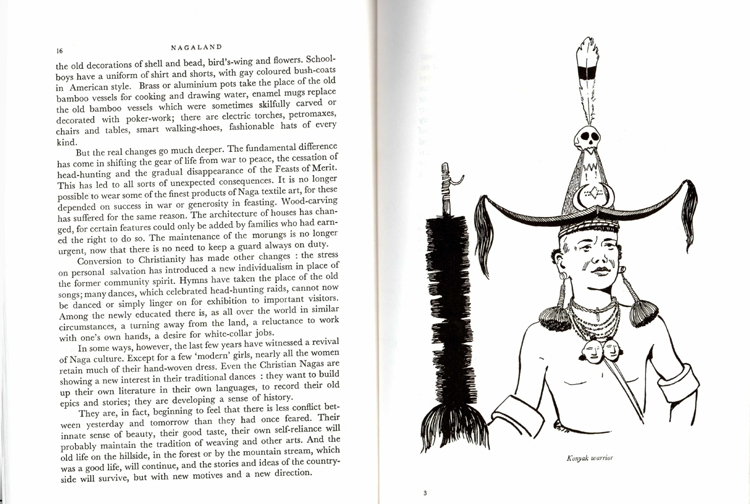 16
NAGALAND
the old decorations of shell and bead, bird's-wing and flowers. School-
boys have a uniform of shirt and shorts, with gay coloured bush-coats
in American style. Brass or aluminium pots take the place of the old
bamboo vessels for cooking and drawing water, enamel mugs replace
the old bamboo vessels which were sometimes skilfully carved or
decorated with poker-work; there are electric torches, petromaxes,
chairs and tables, smart walking-shoes, fashionable hats of every
kind.
But the real changes go much deeper. The fundamental difference
has come in shifting the gear of life from war to peace, the cessation of
head-hunting and the gradual disappearance of the Feasts of Merit.
This has led to all sorts of unexpected consequences. It is no longer
possible to wear some of the finest products of Naga textile art, for these
depended on success in war or generosity in feasting. Wood-carving
has suffered for the same reason. The architecture of houses has chan-
ged, for certain features could only be added by families who had earn-
ed the right to do so. The maintenance of the morungs is no longer
urgent, now that there is no need to keep a guard always on duty.
Conversion to Christianity has made other changes : the stress
on personal salvation has introduced a new individualism in place of
the former community spirit. Hymns have taken the place of the old
songs; many dances, which celebrated head-hunting raids, cannot now
be danced or simply linger on for exhibition to important visitors.
Among the newly educated there is, as all over the world in similar
circumstances, a turning away from the land, a reluctance to work
with one's own hands, a desire for white-collar jobs.
In some ways, however, the last few years have witnessed a revival
of Naga culture. Except for a few 'modern' girls, nearly all the women
retain much of their hand-woven dress. Even the Christian Nagas are
showing a new interest in their traditional dances : they want to build
up their own literature in their own languages, to record their old
epics and stories; they are developing a sense of history.
They are, in fact, beginning to feel that there is less conflict bet-
ween yesterday and tomorrow than they had once feared. Their
innate sense of beauty, their good taste, their own self-reliance will
probably maintain the tradition of weaving and other arts. And the
old life on the hillside, in the forest or by the mountain stream, which
was a good life, will continue, and the stories and ideas of the country-
side will survive, but with new motives and a new direction.
Konyak warrior
3